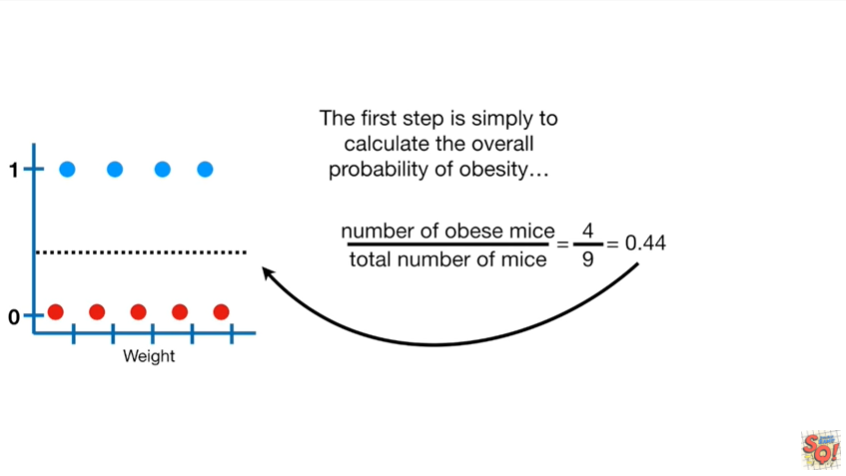 The first step is simply to
calculate the overall
probability of obesity...
number of obese mice
total number of mice
=
4
9
= 0.44
1
0
Weight
SQ!